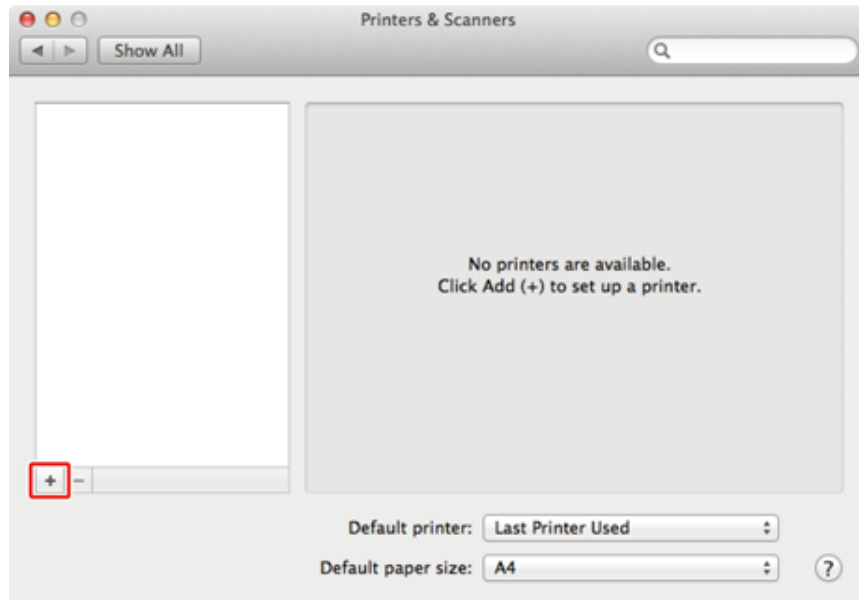 Printers & Scanners
Show All
No printers are available.
Click Add (+) to set up a printer.
+ −
Default printer: Last Printer Used
Default paper size: A4 ?